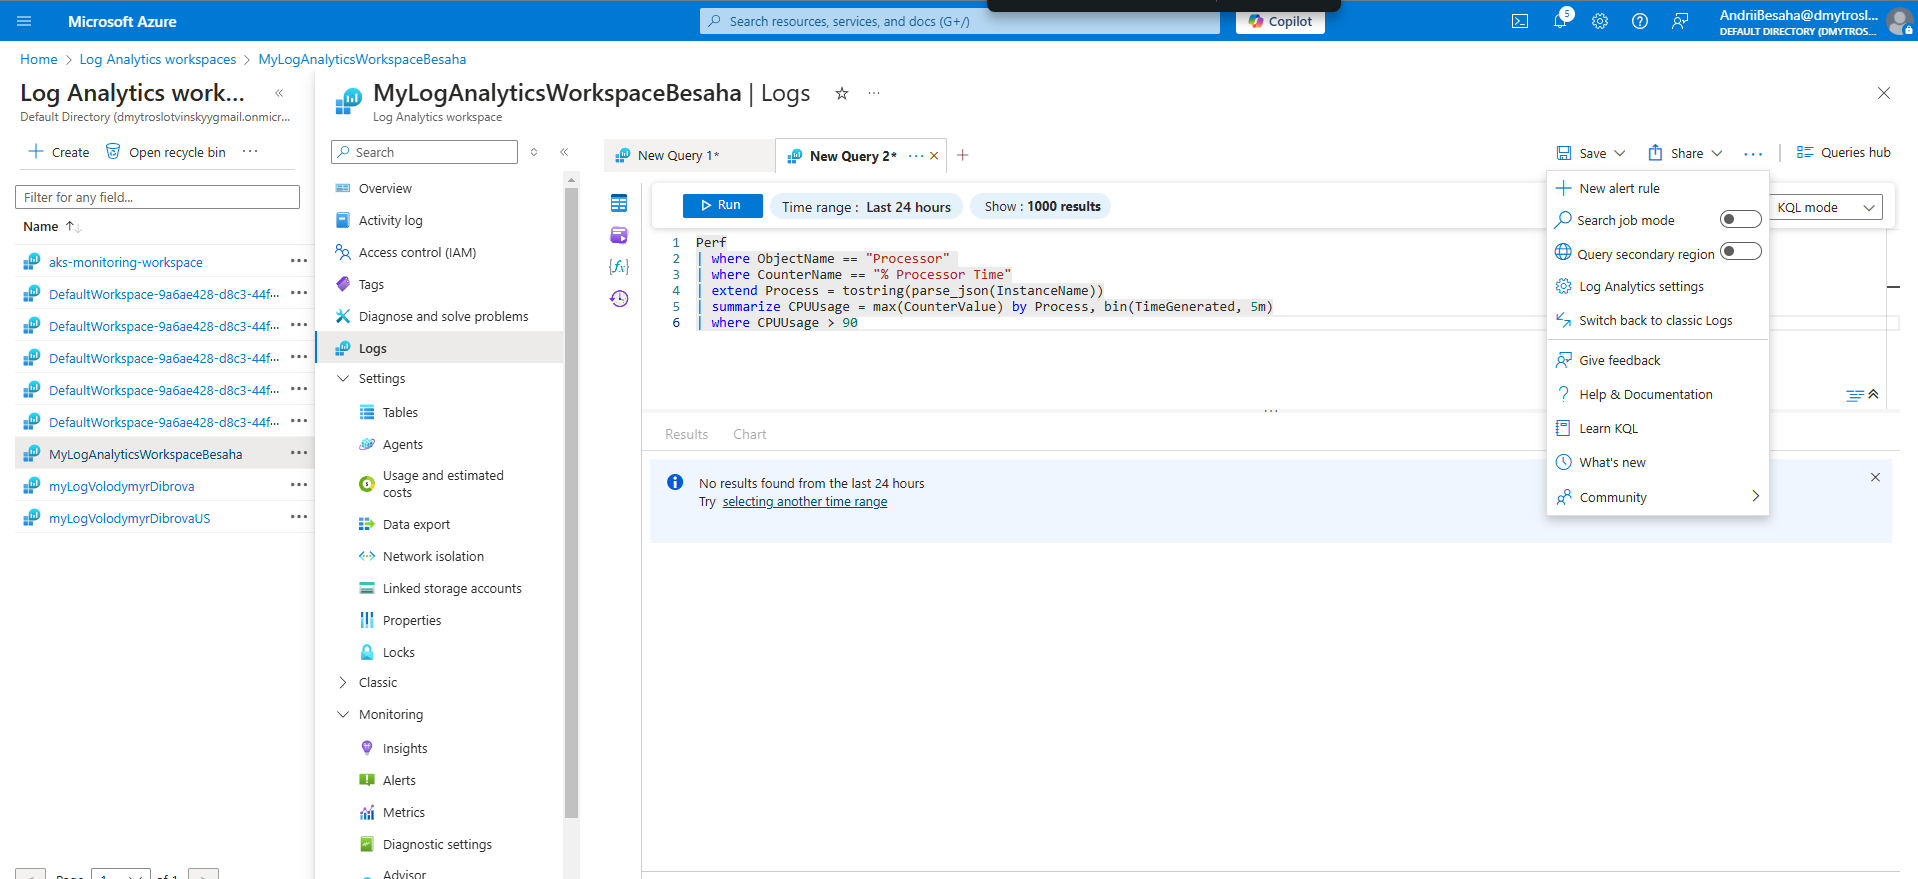 Microsoft Azure
Search resources, services, and docs (G+/)
Copilot
5
AndriiBesaha@dmytrosl...
DEFAULT DIRECTORY (DMYTROS...
Home > Log Analytics workspaces > MyLogAnalyticsWorkspaceBesaha
Log Analytics work...
Default Directory (dmytroslotvinskyygmail.onmicr...
Create
Open recycle bin
Filter for any field...
Name
aks-monitoring-workspace
DefaultWorkspace-9a6ae428-d8c3-44f...
DefaultWorkspace-9a6ae428-d8c3-44f...
DefaultWorkspace-9a6ae428-d8c3-44f...
DefaultWorkspace-9a6ae428-d8c3-44f...
DefaultWorkspace-9a6ae428-d8c3-44f...
MyLogAnalyticsWorkspaceBesaha
myLogVolodymyrDibrova
myLogVolodymyrDibrovaUS
Page 1 of 1
MyLogAnalyticsWorkspaceBesaha | Logs
Log Analytics workspace
Search
Overview
Activity log
Access control (IAM)
Tags
Diagnose and solve problems
Logs
Settings
Tables
Agents
Usage and estimated
costs
Data export
Network isolation
Linked storage accounts
Properties
Locks
Classic
Monitoring
Insights
Alerts
Metrics
Diagnostic settings
Advisor
New Query 1*
New Query 2*
Save
Share
Queries hub
Run
Time range : Last 24 hours
Show : 1000 results
KQL mode
1 Perf
2 | where ObjectName == "Processor"
3 | where CounterName == "% Processor Time"
4 | extend Process = tostring(parse_json(InstanceName))
5 | summarize CPUUsage = max(CounterValue) by Process, bin(TimeGenerated, 5m)
6 | where CPUUsage > 90
Results
Chart
No results found from the last 24 hours
Try selecting another time range
New alert rule
Search job mode
Query secondary region
Log Analytics settings
Switch back to classic Logs
Give feedback
Help & Documentation
Learn KQL
What's new
Community